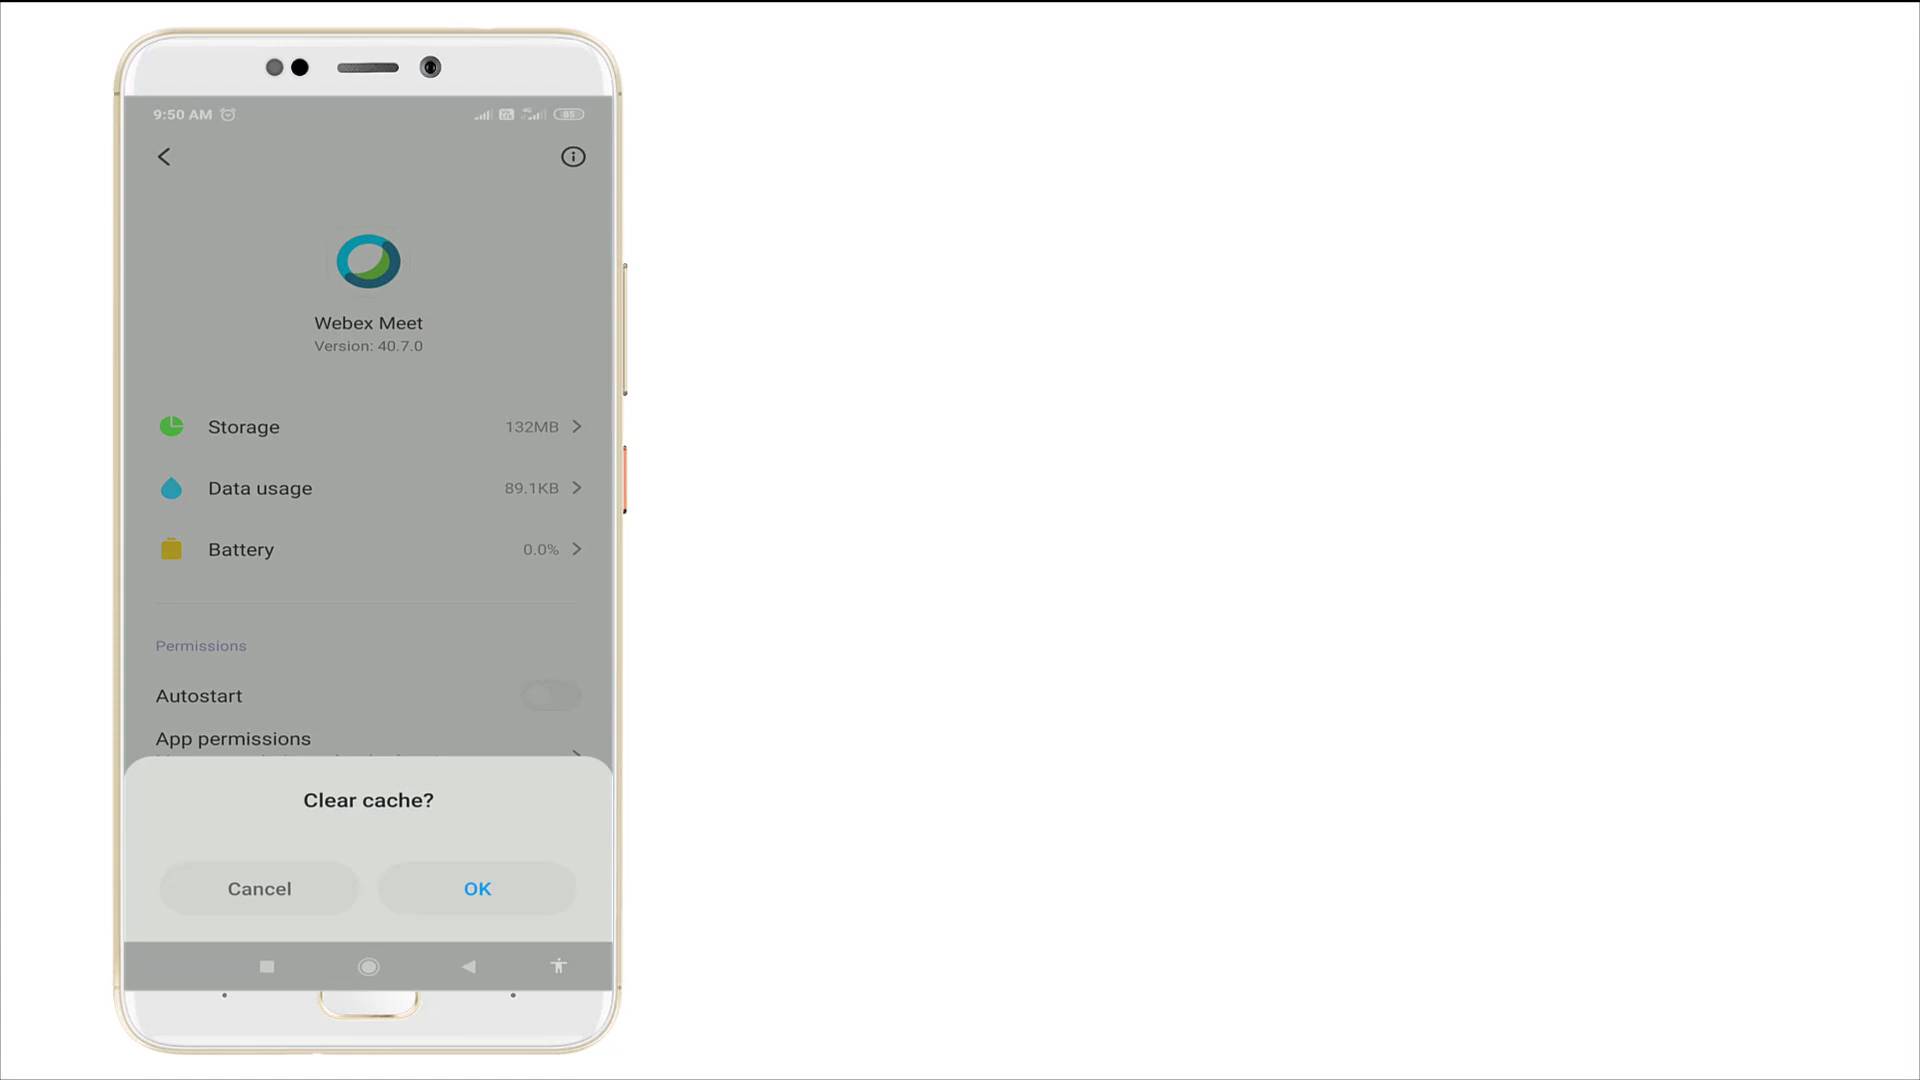 9:50 AM
85
Webex Meet
Version: 40.7.0
Storage 132MB
Data usage 89.1KB
Battery 0.0%
Permissions
Autostart
App permissions
Clear cache?
Cancel OK